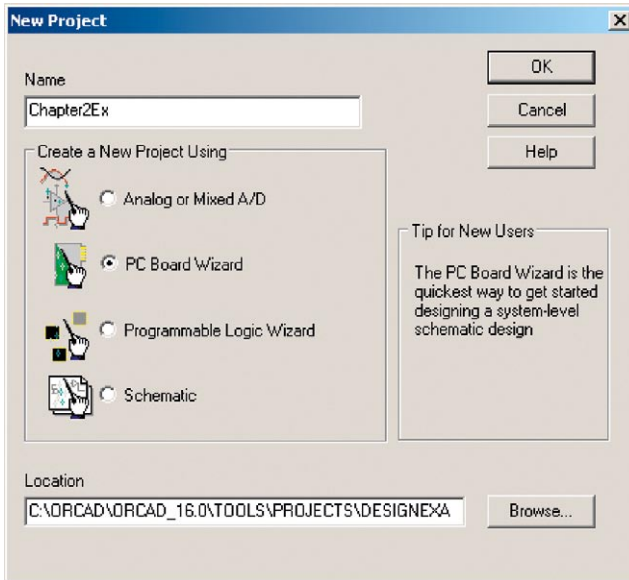 New Project
Name
OK
Chapter2Ex
Cancel
Create a New Project Using
Help
Analog or Mixed A/D
PC Board Wizard
Programmable Logic Wizard
Schematic
Tip for New Users
The PC Board Wizard is the
quickest way to get started
designing a system-level
schematic design
Location
C:\ORCAD\ORCAD_16.0\TOOLS\PROJECTS\DESIGNEXA
Browse...